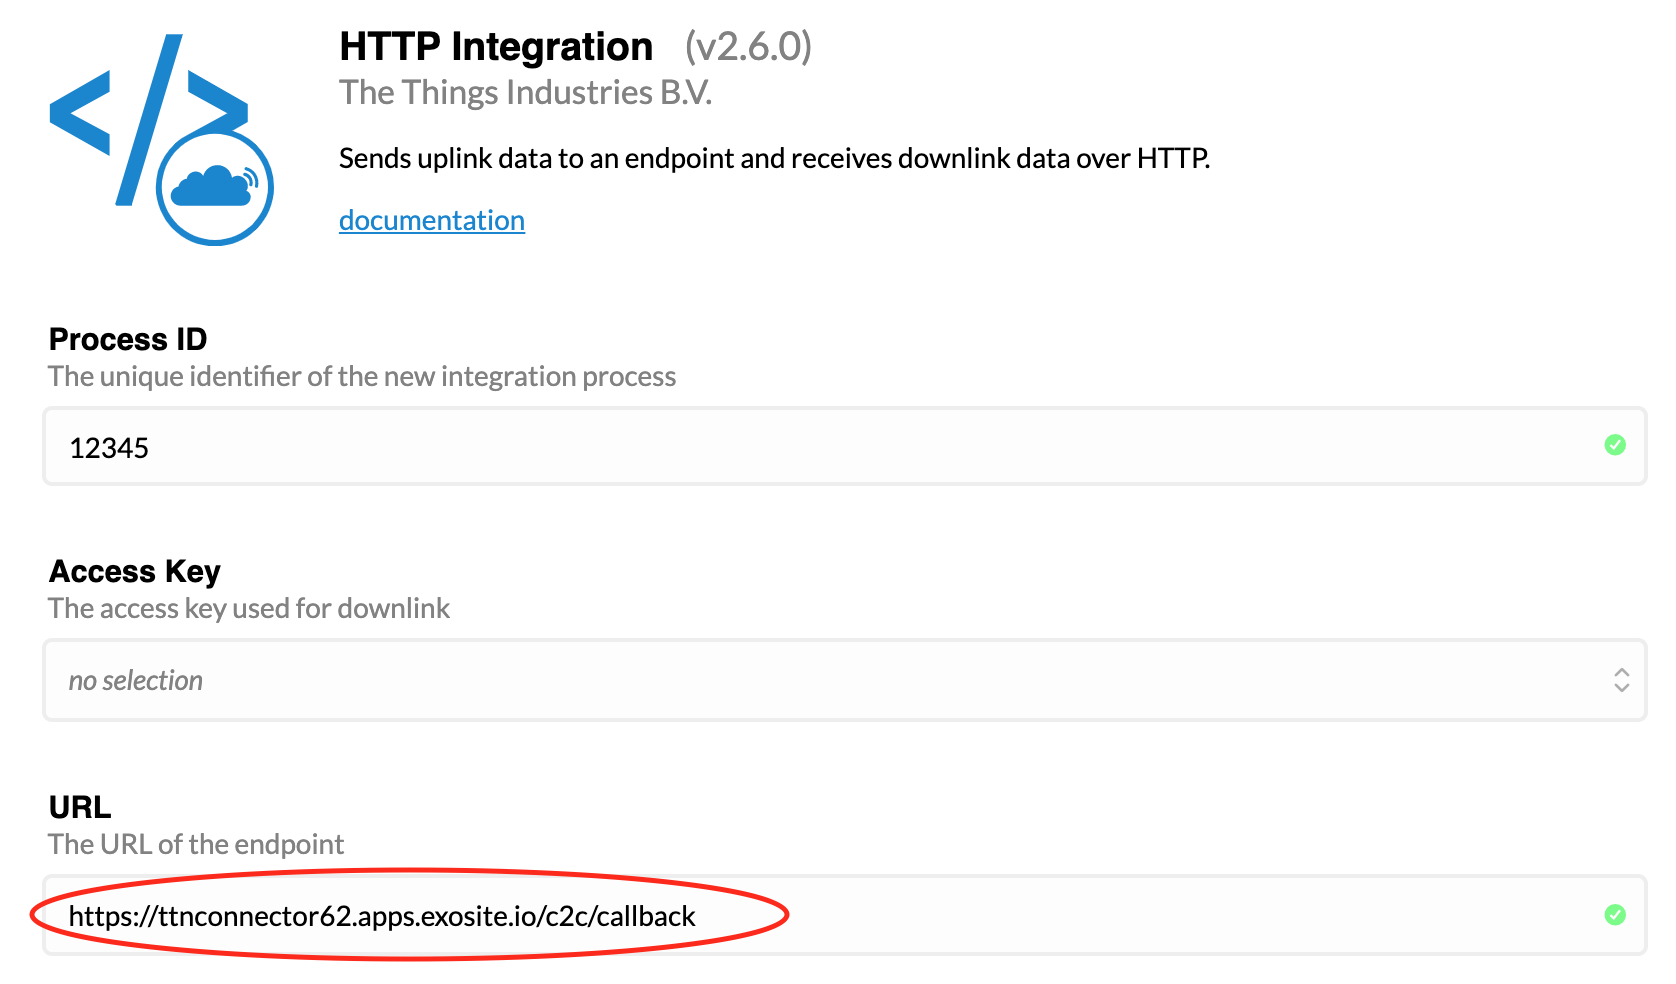 HTTP Integration (v2.6.0)
The Things Industries B.V.
Sends uplink data to an endpoint and receives downlink data over HTTP.
documentation
Process ID
The unique identifier of the new integration process
12345
Access Key
The access key used for downlink
no selection
URL
The URL of the endpoint
https://ttnconnector62.apps.exosite.io/c2c/callback